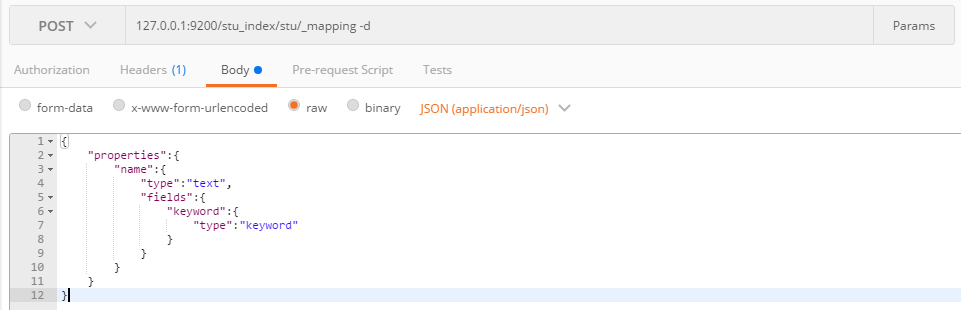 POST 127.0.0.1:9200/stu_index/stu/_mapping -d Params
Authorization Headers (1) Body Pre-request Script Tests
form-data x-www-form-urlencoded raw binary JSON (application/json)
1 {
2 "properties":{
3 "name":{
4 "type":"text",
5 "fields":{
6 "keyword":{
7 "type":"keyword"
8 }
9 }
10 }
11 }
12 }